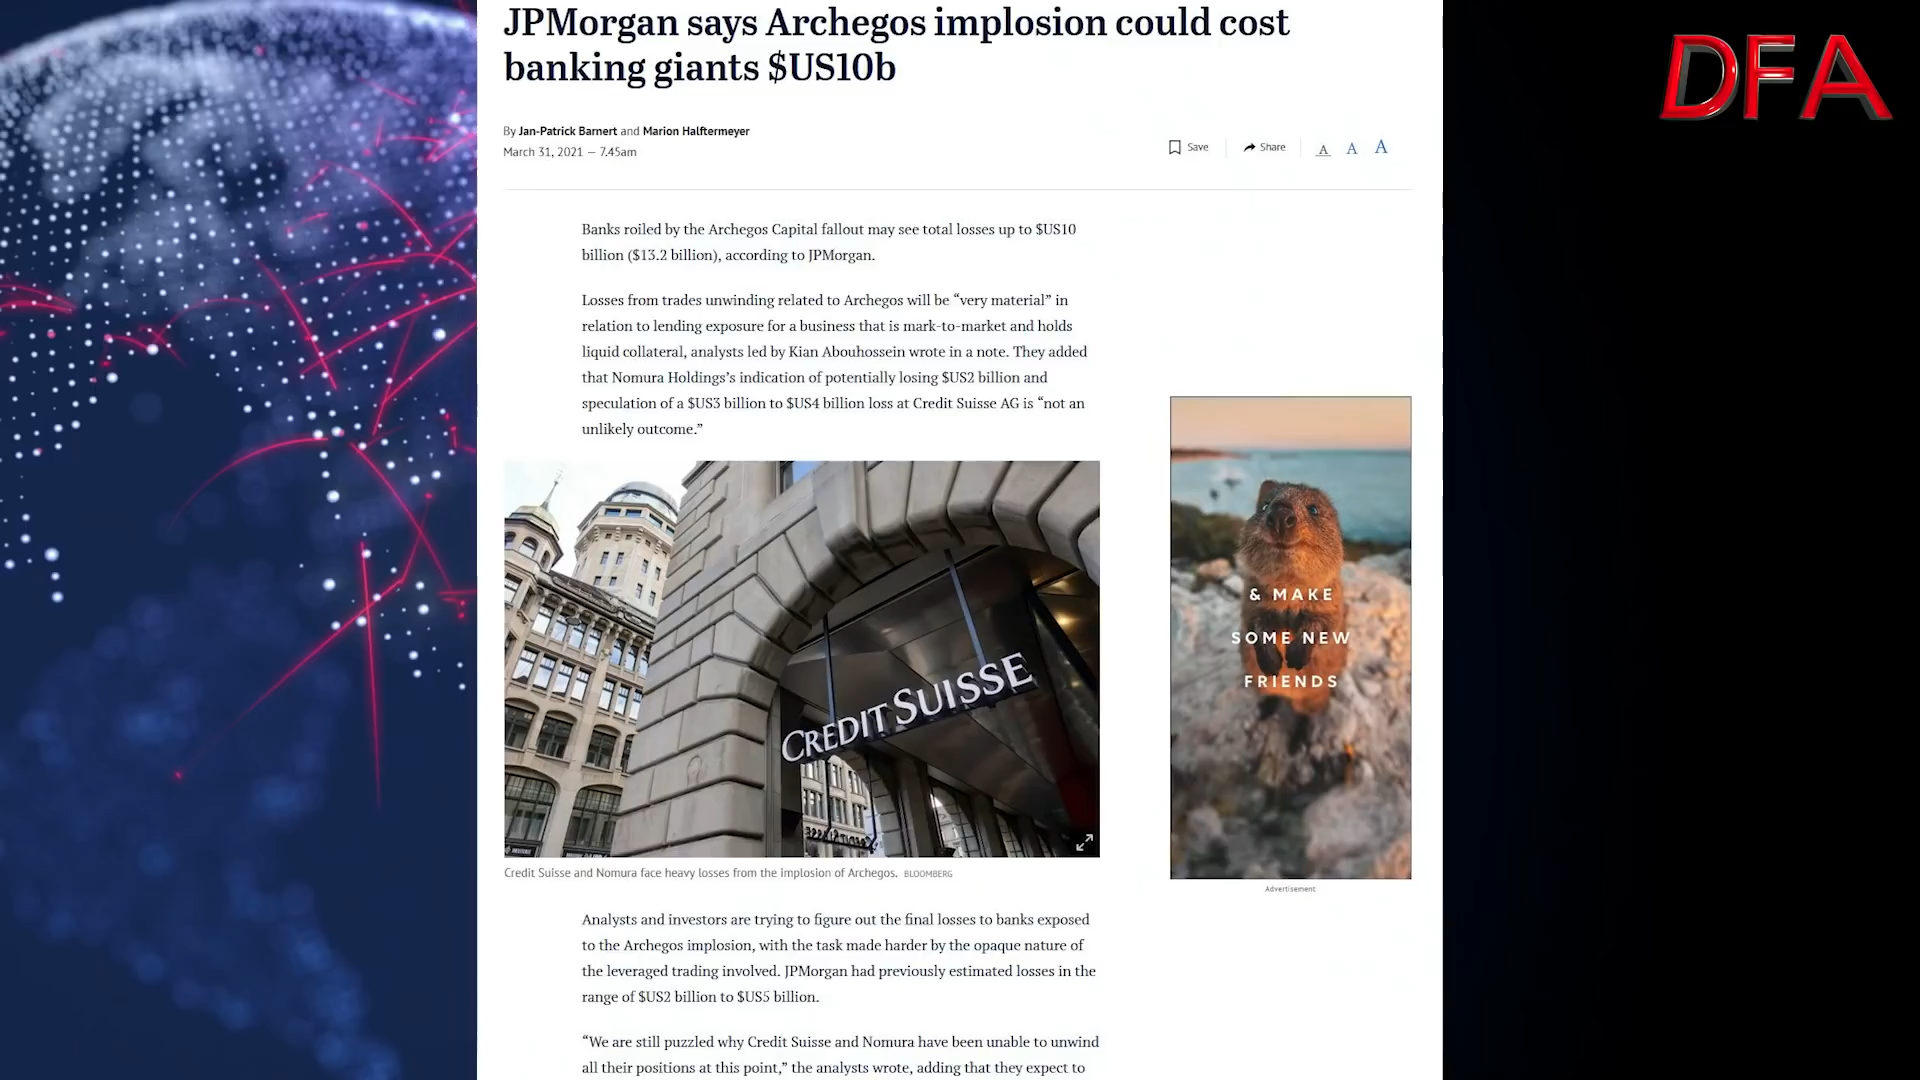 JPMorgan says Archegos implosion could cost
banking giants $US10b
DFA
By Jan-Patrick Barnert and Marion Halftermeyer
March 31, 2021 — 7.45am
Save
Share
A A A
Banks roiled by the Archegos Capital fallout may see total losses up to $US10
billion ($13.2 billion), according to JPMorgan.
Losses from trades unwinding related to Archegos will be “very material” in
relation to lending exposure for a business that is mark-to-market and holds
liquid collateral, analysts led by Kian Abouhossein wrote in a note. They added
that Nomura Holdings’s indication of potentially losing $US2 billion and
speculation of a $US3 billion to $US4 billion loss at Credit Suisse AG is “not an
unlikely outcome.”
CREDIT SUISSE
& MAKE
SOME NEW
FRIENDS
Credit Suisse and Nomura face heavy losses from the implosion of Archegos. BLOOMBERG
Advertisement
Analysts and investors are trying to figure out the final losses to banks exposed
to the Archegos implosion, with the task made harder by the opaque nature of
the leveraged trading involved. JPMorgan had previously estimated losses in the
range of $US2 billion to $US5 billion.
“We are still puzzled why Credit Suisse and Nomura have been unable to unwind
all their positions at this point,” the analysts wrote, adding that they expect to